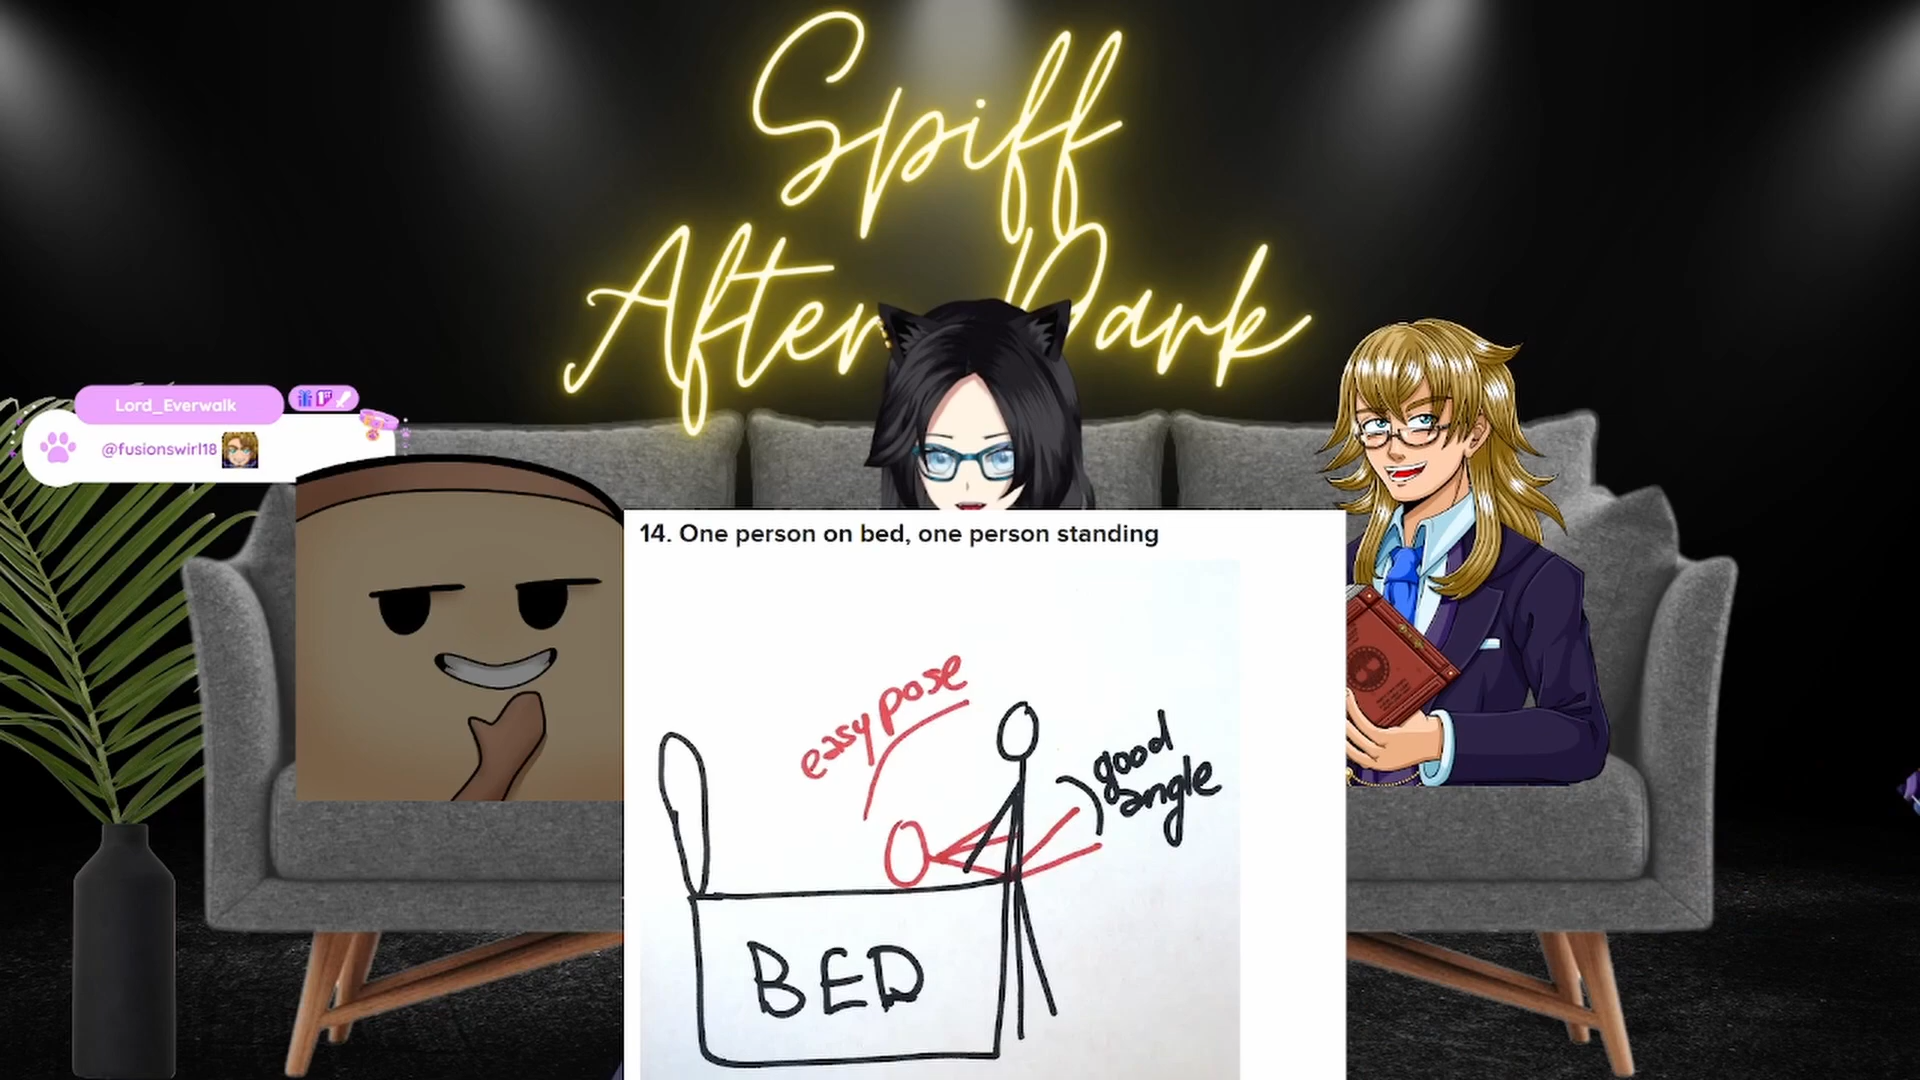 Spiff
After Dark
Lord_Everwalk
@fusionswirl18
14. One person on bed, one person standing
easy pose
good
angle
BED